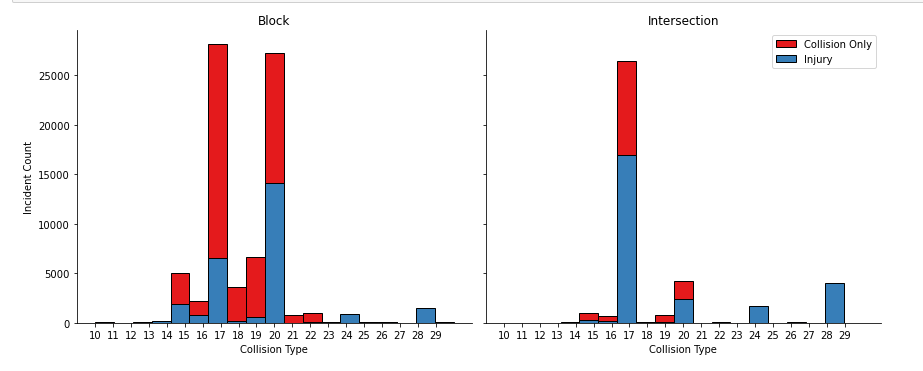 Block
Intersection
Collision Only
Injury
25000
20000
15000
10000
5000
0
Incident Count
10 11 12 13 14 15 16 17 18 19 20 21 22 23 24 25 26 27 28 29
10 11 12 13 14 15 16 17 18 19 20 21 22 23 24 25 26 27 28 29
Collision Type
Collision Type